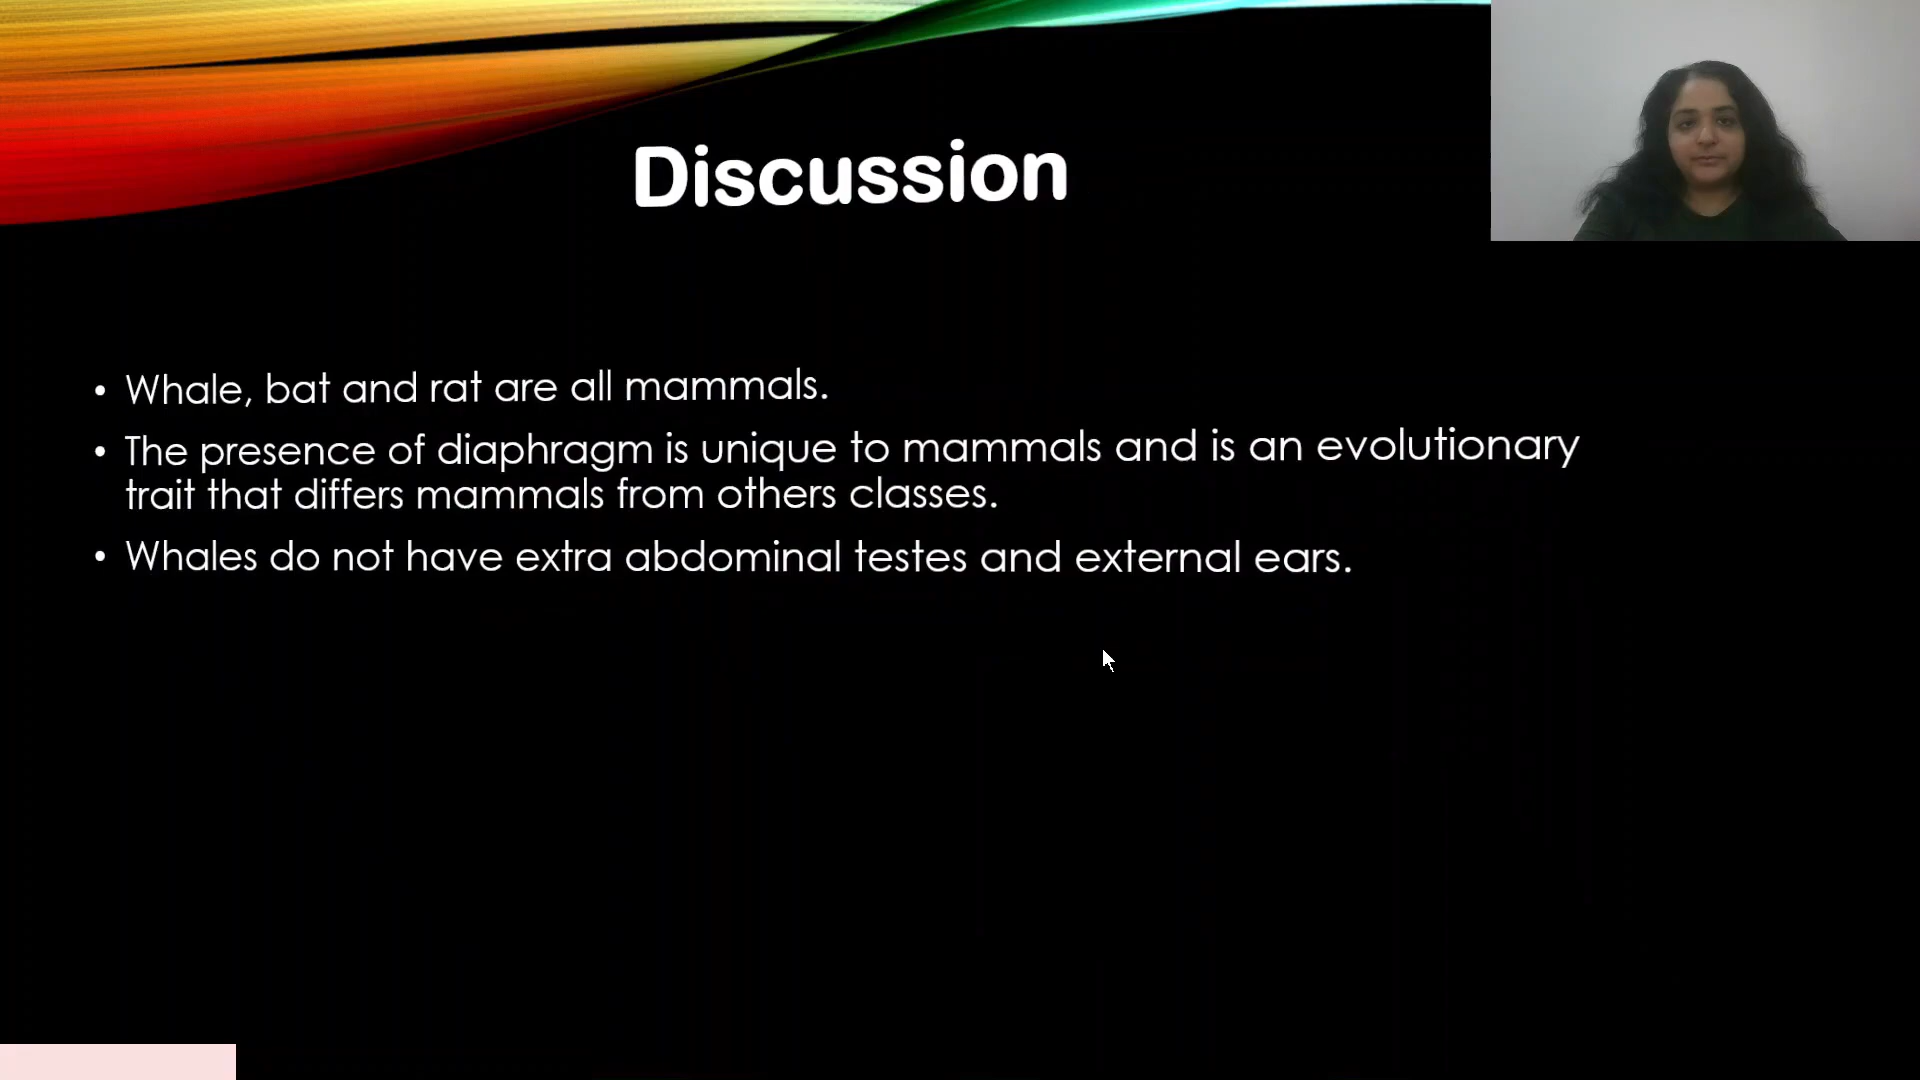 Discussion
• Whale, bat and rat are all mammals.
• The presence of diaphragm is unique to mammals and is an evolutionary
trait that differs mammals from others classes.
• Whales do not have extra abdominal testes and external ears.